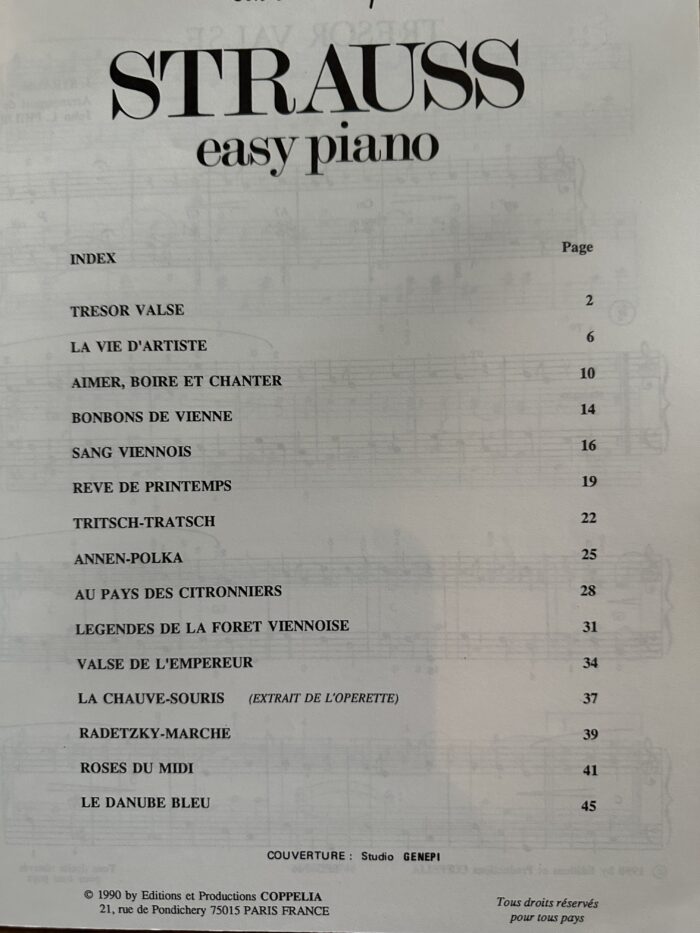 STRAUSS
easy piano
INDEX Page
TRESOR VALSE 2
LA VIE D'ARTISTE 6
AIMER, BOIRE ET CHANTER 10
BONBONS DE VIENNE 14
SANG VIENNOIS 16
REVE DE PRINTEMPS 19
TRITSCH-TRATSCH 22
ANNEN-POLKA 25
AU PAYS DES CITRONNIERS 28
LEGENDES DE LA FORET VIENNOISE 31
VALSE DE L'EMPEREUR 34
LA CHAUVE-SOURIS (EXTRAIT DE L'OPERETTE) 37
RADETZKY-MARCHE 39
ROSES DU MIDI 41
LE DANUBE BLEU 45
COUVERTURE : Studio GENEPI
© 1990 by Editions et Productions COPPELIA
21, rue de Pondichery 75015 PARIS FRANCE
Tous droits réservés
pour tous pays